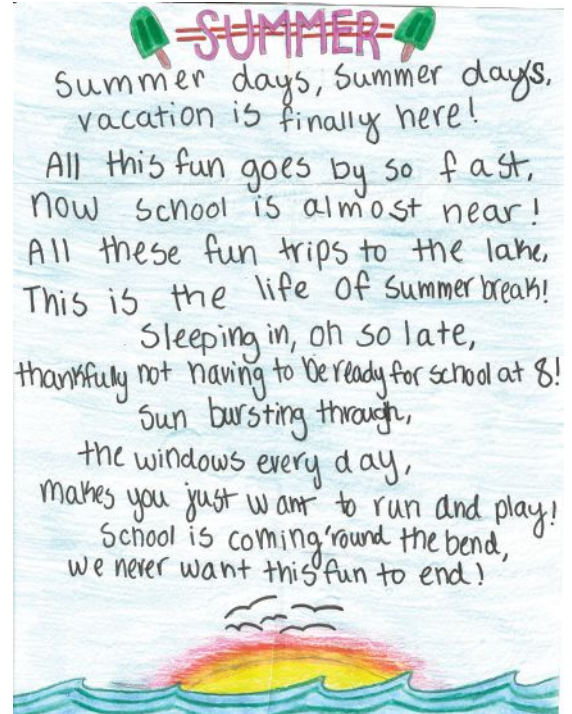 SUMMER
Summer days, Summer days,
vacation is finally here!
All this fun goes by so fast,
now school is almost near!
All these fun trips to the lake,
This is the life of Summer break!
Sleeping in, oh so late,
thankfully not having to be ready for school at 8!
Sun bursting through,
the windows every day,
makes you just want to run and play!
School is coming 'round the bend,
we never want this fun to end!